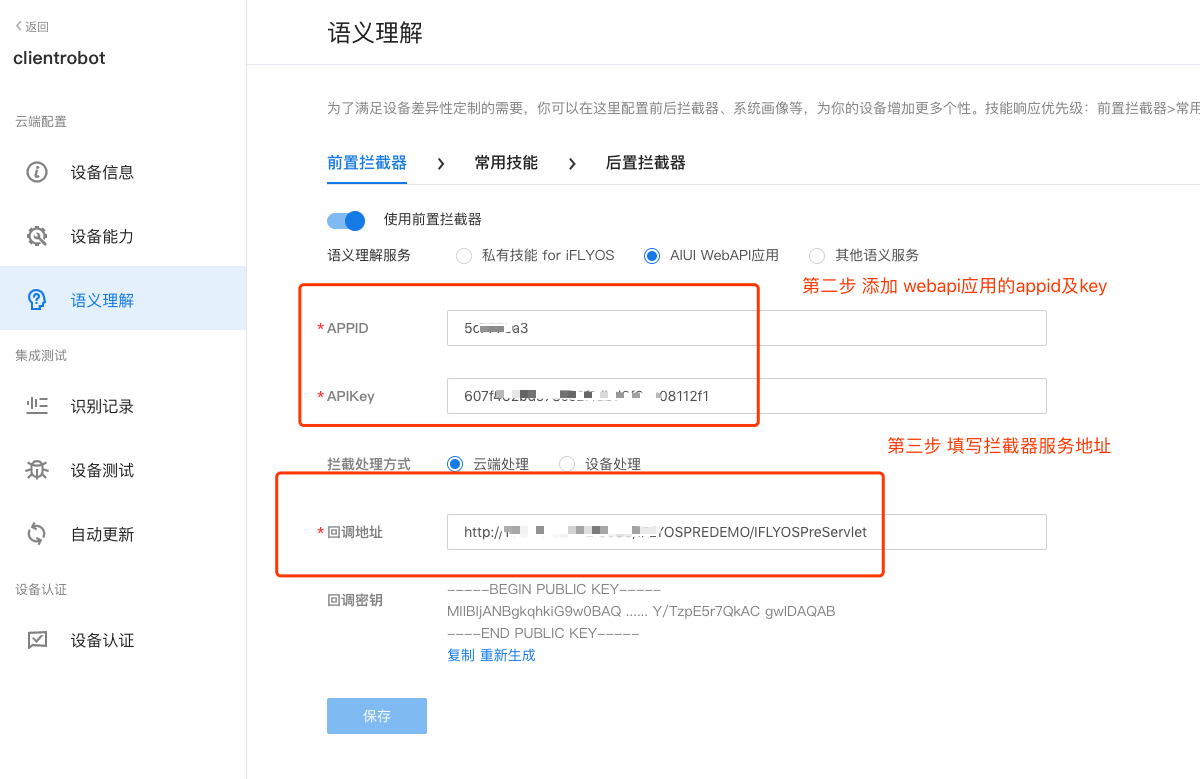 返回
clientrobot
云端配置
设备信息
设备能力
语义理解
集成测试
识别记录
设备测试
自动更新
设备认证
设备认证
语义理解
为了满足设备差异性定制的需要，你可以在这里配置前后拦截器、系统画像等，为你的设备增加更多个性。技能响应优先级：前置拦截器>常用
前置拦截器 常用技能 后置拦截器
使用前置拦截器
语义理解服务 私有技能 for iFLYOS AIUI WebAPI应用 其他语义服务
第二步 添加 webapi应用的appid及key
*APPID
*APIKey 08112f1
第三步 填写拦截器服务地址
拦截处理方式 云端处理 设备处理
*回调地址 http:// YOSPREDEMO/IFLYOSPreServlet
回调密钥
-----BEGIN PUBLIC KEY-----
MIIBIjANBgkqhkiG9w0BAQ ...... Y/TzpE5r7QkAC gwIDAQAB
----END PUBLIC KEY-----
复制 重新生成
保存